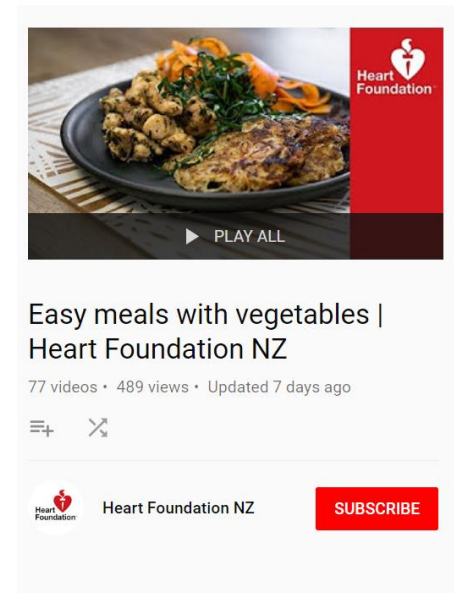 Heart
Foundation
PLAY ALL
Easy meals with vegetables |
Heart Foundation NZ
77 videos • 489 views • Updated 7 days ago
Heart
Foundation
Heart Foundation NZ
SUBSCRIBE